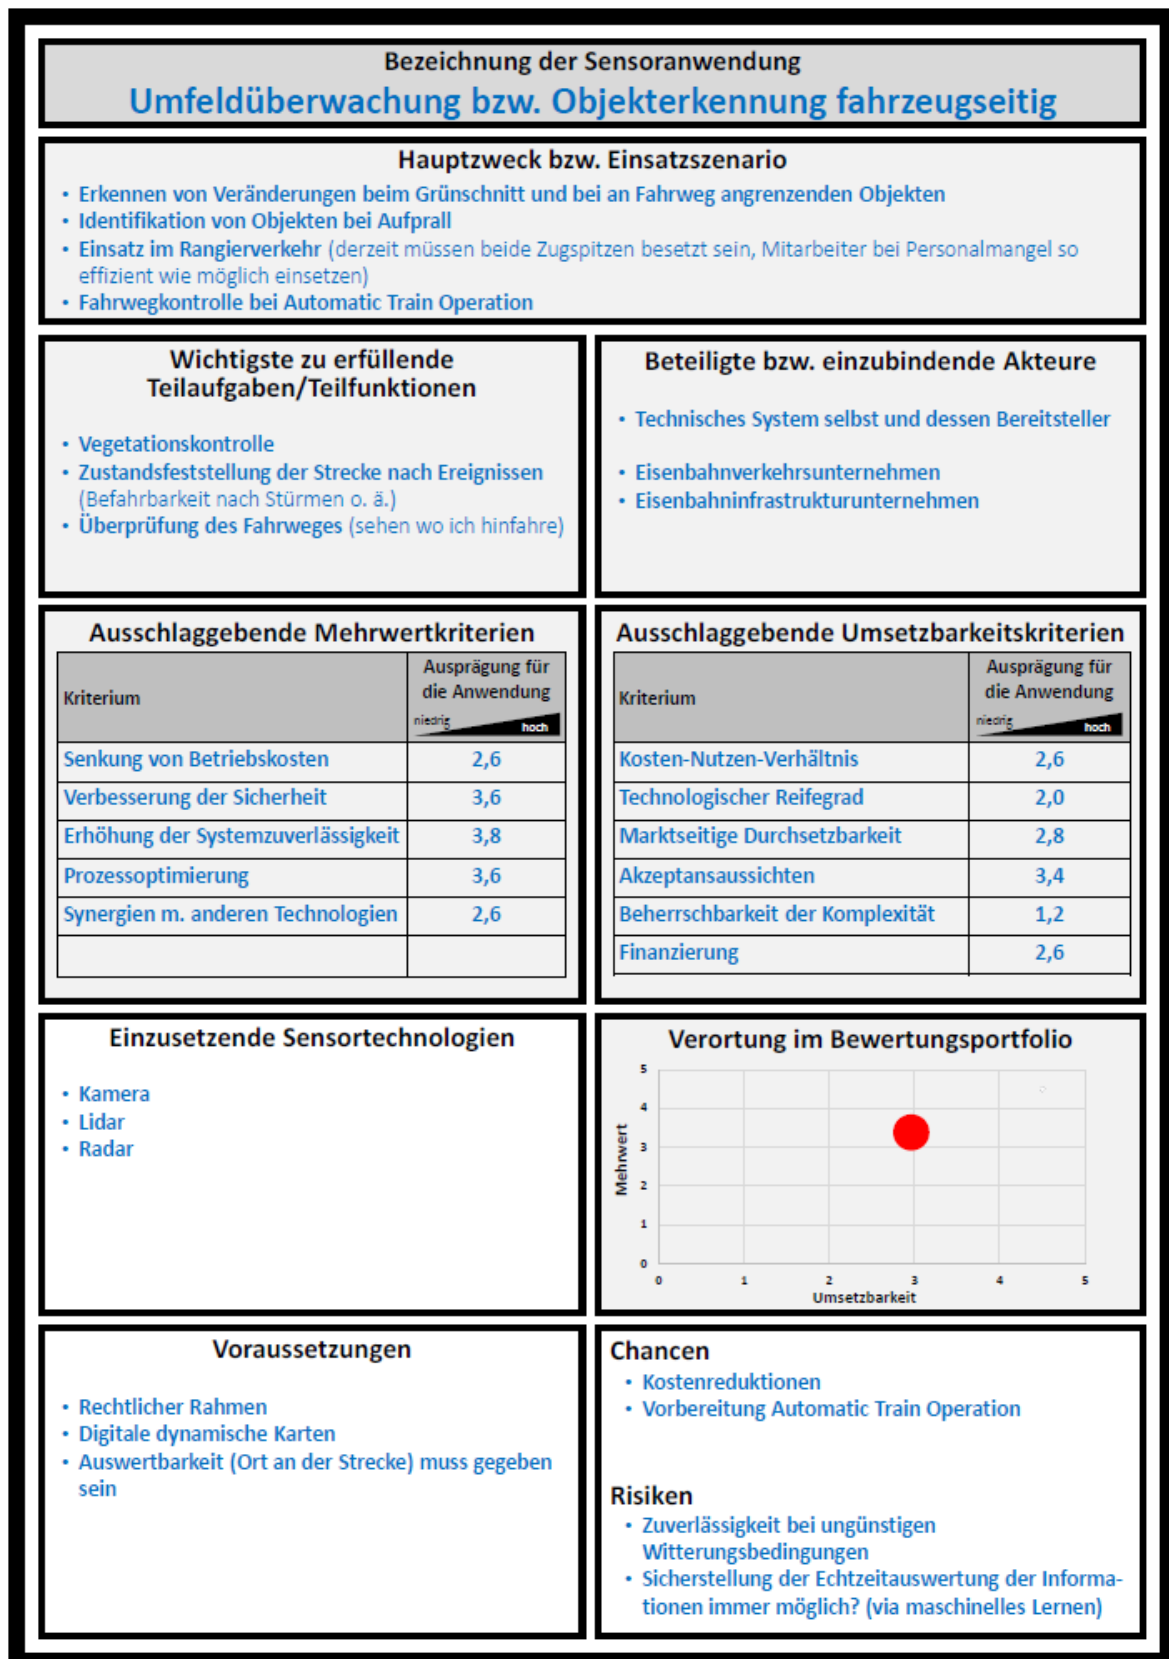 Bezeichnung der Sensoranwendung
Umfeldüberwachung bzw. Objekterkennung fahrzeugseitig
Hauptzweck bzw. Einsatzszenario
• Erkennen von Veränderungen beim Grünschnitt und bei an Fahrweg angrenzenden Objekten
• Identifikation von Objekten bei Aufprall
• Einsatz im Rangierverkehr (derzeit müssen beide Zugspitzen besetzt sein, Mitarbeiter bei Personalmangel so
effizient wie möglich einsetzen)
• Fahrwegkontrolle bei Automatic Train Operation
Wichtigste zu erfüllende
Teilaufgaben/Teilfunktionen
• Vegetationskontrolle
• Zustandsfeststellung der Strecke nach Ereignissen
(Befahrbarkeit nach Stürmen o. ä.)
• Überprüfung des Fahrweges (sehen wo ich hinfahre)
Beteiligte bzw. einzubindende Akteure
• Technisches System selbst und dessen Bereitsteller
• Eisenbahnverkehrsunternehmen
• Eisenbahninfrastrukturunternehmen
Ausschlaggebende Mehrwertkriterien
Kriterium
Ausprägung für
die Anwendung
niedrig hoch
Senkung von Betriebskosten 2,6
Verbesserung der Sicherheit 3,6
Erhöhung der Systemzuverlässigkeit 3,8
Prozessoptimierung 3,6
Synergien m. anderen Technologien 2,6
Ausschlaggebende Umsetzbarkeitskriterien
Kriterium
Ausprägung für
die Anwendung
niedrig hoch
Kosten-Nutzen-Verhältnis 2,6
Technologischer Reifegrad 2,0
Marktseitige Durchsetzbarkeit 2,8
Akzeptansaussichten 3,4
Beherrschbarkeit der Komplexität 1,2
Finanzierung 2,6
Einzusetzende Sensortechnologien
• Kamera
• Lidar
• Radar
Verortung im Bewertungsportfolio
5
4
3
2
1
0
Mehrwert
0 1 2 3 4 5
Umsetzbarkeit
Voraussetzungen
• Rechtlicher Rahmen
• Digitale dynamische Karten
• Auswertbarkeit (Ort an der Strecke) muss gegeben
sein
Chancen
• Kostenreduktionen
• Vorbereitung Automatic Train Operation
Risiken
• Zuverlässigkeit bei ungünstigen
Witterungsbedingungen
• Sicherstellung der Echtzeitauswertung der Informa-
tionen immer möglich? (via maschinelles Lernen)